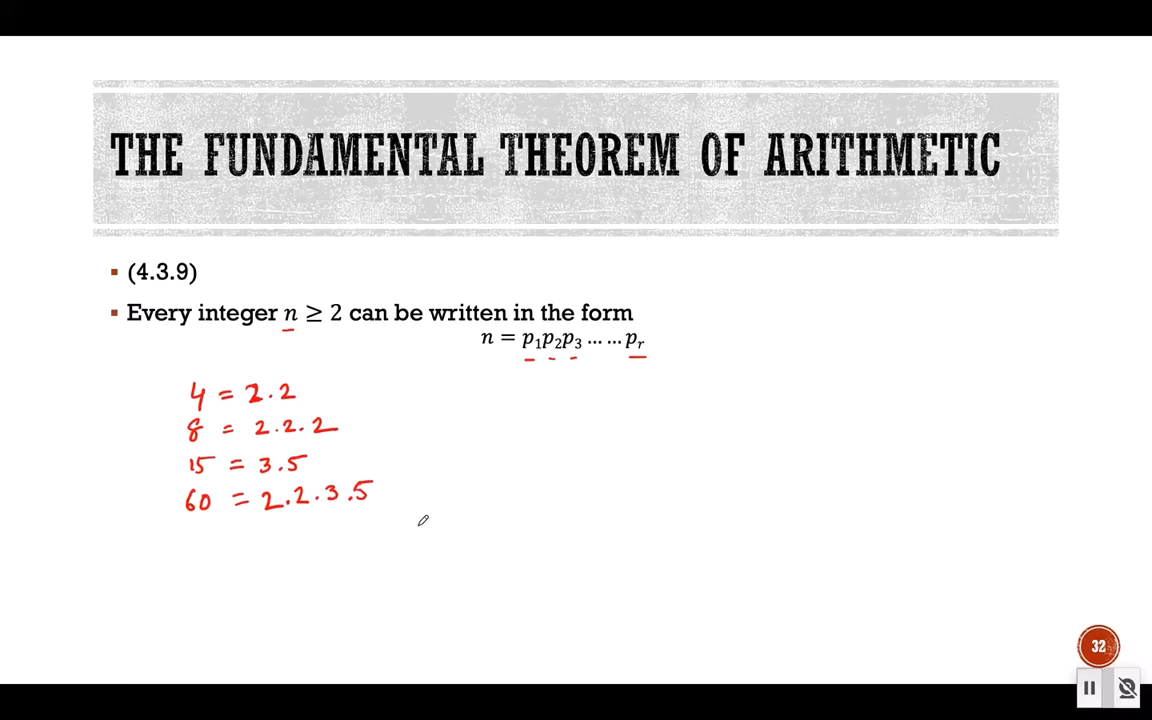 THE FUNDAMENTAL THEOREM OF ARITHMETIC
▪ (4.3.9)
▪ Every integer n ≥ 2 can be written in the form
n = p₁p₂p₃ … … pᵣ
4 = 2.2
8 = 2.2.2
15 = 3.5
60 = 2.2.3.5
32